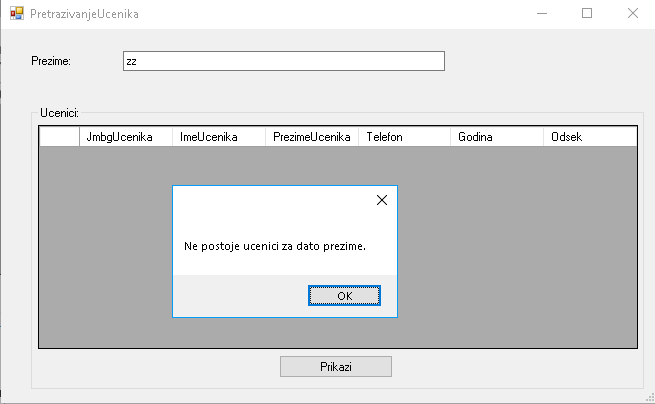 PretrazivanjeUcenika
Prezime: zz
Ucenici:
JmbgUcenika ImeUcenika PrezimeUcenika Telefon Godina Odsek
Ne postoje ucenici za dato prezime.
OK
Prikazi